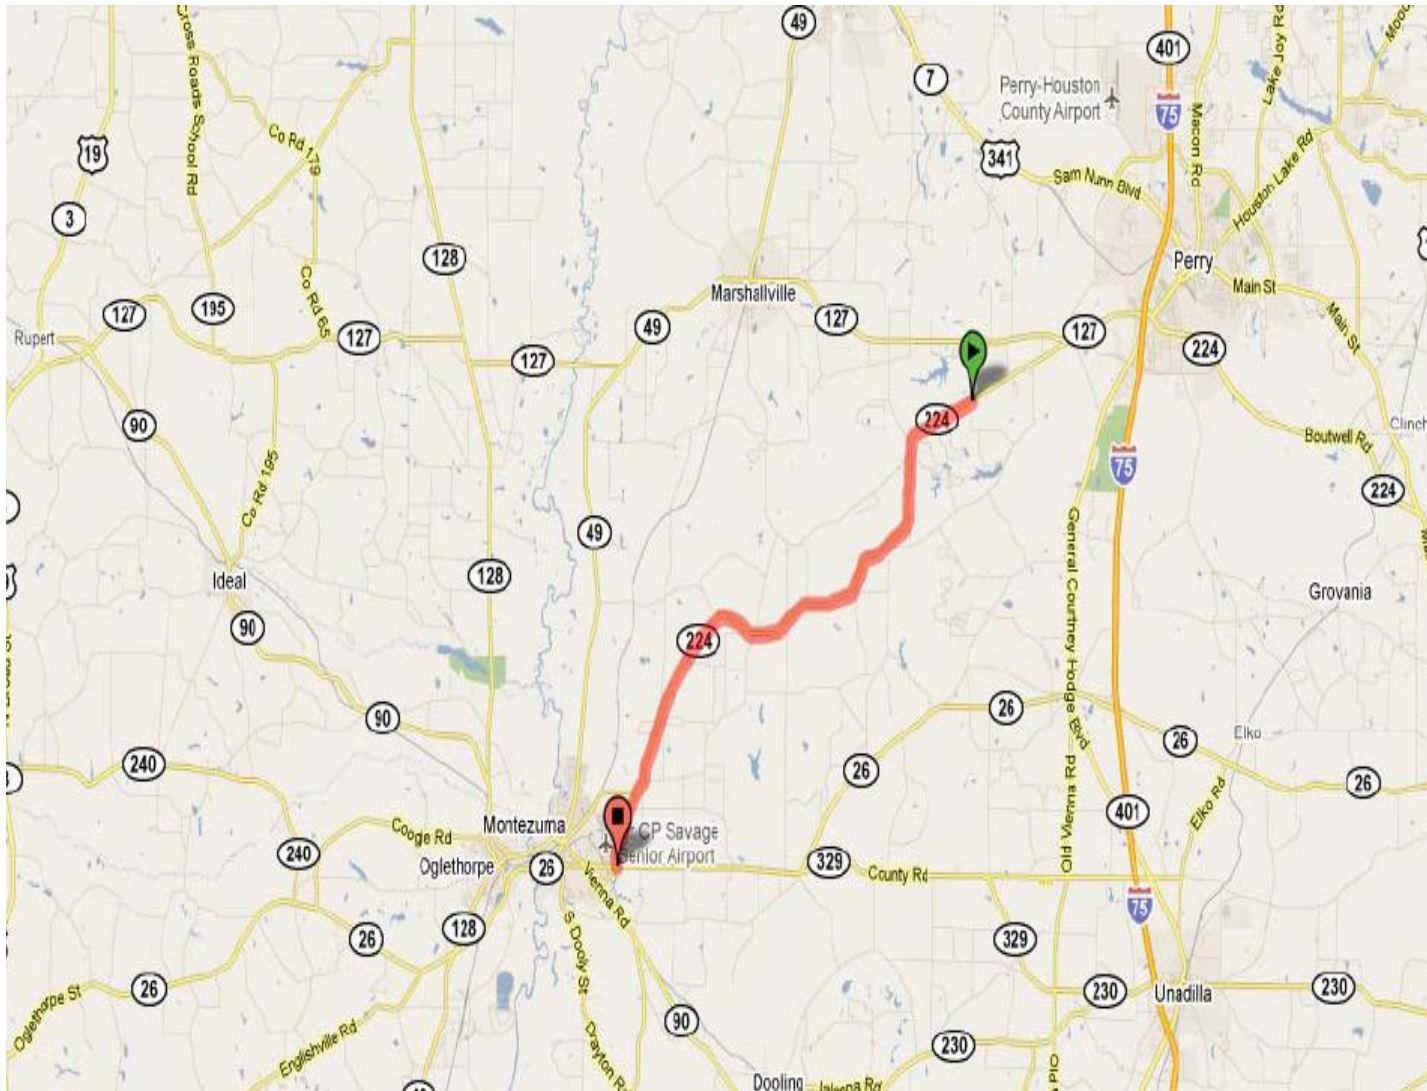 49
401
Cross Roads School Rd
Lake Joy Rd
7
Perry-Houston
County Airport
75
Macon Rd
Co Rd 179
19
341
Sam Nunn Blvd
Houston Lake Rd
3
128
Perry
Main St
Marshallville
Co Rd 65
195
127
49
127
Main St
Rupert
127
127
127
224
90
224
Boutwell Rd
Co Rd 195
75
224
49
General Courtney Hodge Blvd
Ideal
128
Grovania
90
224
26
90
26
Elko
240
26
26
Elko Rd
401
Coogle Rd
Montezuma
CP Savage
Senior Airport
Old Vienna Rd
240
Oglethorpe
26
329
County Rd
Vienna Rd
75
128
S Dooly St
26
329
26
230
Unadilla
230
Oglethorpe St
90
Englishville Rd
Drayton Rd
230
Dooling